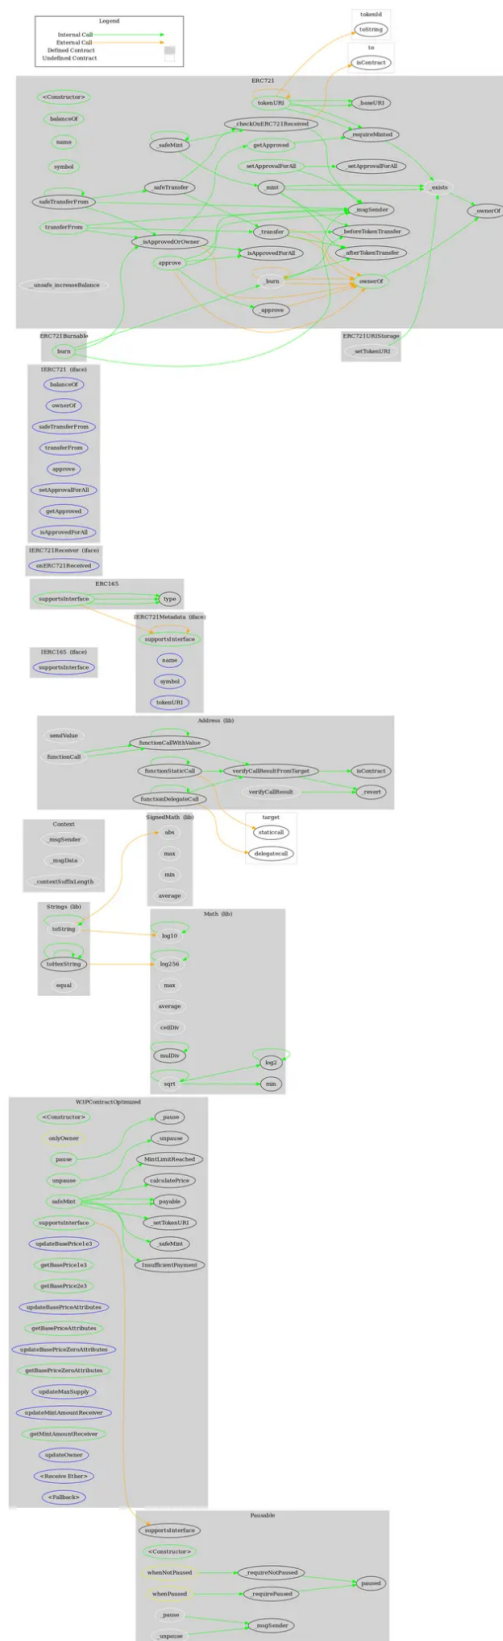 Legend
Internal Call
External Call
Defined Contract
Undefined Contract
tokenId
toString
to
isContract
ERC721
<Constructor>
balanceOf
name
symbol
tokenURI
_baseURI
_checkOnERC721Received
_requireMinted
_safeMint
getApproved
setApprovalForAll
_setApprovalForAll
_safeTransfer
_mint
_exists
safeTransferFrom
_msgSender
_ownerOf
transferFrom
_transfer
_beforeTokenTransfer
_isApprovedOrOwner
isApprovedForAll
_afterTokenTransfer
approve
_burn
ownerOf
__unsafe_increaseBalance
_approve
ERC721Burnable
burn
ERC721URIStorage
_setTokenURI
IERC721 (iface)
balanceOf
ownerOf
safeTransferFrom
transferFrom
approve
setApprovalForAll
getApproved
isApprovedForAll
IERC721Receiver (iface)
onERC721Received
ERC165
supportsInterface
type
IERC721Metadata (iface)
supportsInterface
name
symbol
tokenURI
IERC165 (iface)
supportsInterface
Address (lib)
sendValue
functionCall
functionCallWithValue
functionStaticCall
verifyCallResultFromTarget
isContract
functionDelegateCall
verifyCallResult
_revert
target
staticcall
delegatecall
Context
_msgSender
_msgData
_contextSuffixLength
SignedMath (lib)
abs
max
min
average
Strings (lib)
toString
toHexString
equal
Math (lib)
log10
log256
max
average
ceilDiv
mulDiv
log2
sqrt
min
W3PContractOptimized
<Constructor>
onlyOwner
pause
unpause
safeMint
supportsInterface
updateBasePrice1e3
getBasePrice1e3
getBasePrice2e3
updateBasePriceAttributes
getBasePriceAttributes
updateBasePriceZeroAttributes
getBasePriceZeroAttributes
updateMaxSupply
updateMintAmountReceiver
getMintAmountReceiver
updateOwner
<Receive Ether>
<Fallback>
_pause
_unpause
MintLimitReached
calculatePrice
payable
_setTokenURI
_safeMint
InsufficientPayment
Pausable
supportsInterface
<Constructor>
whenNotPaused
_requireNotPaused
whenPaused
_requirePaused
paused
_pause
_unpause
_msgSender